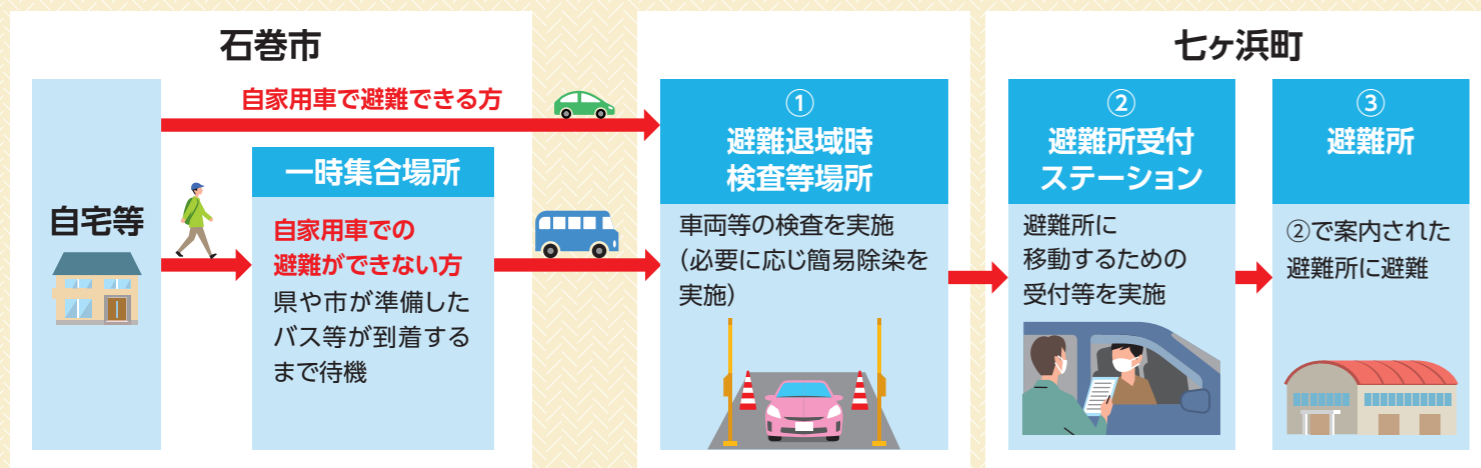 石巻市
自宅等
自家用車で避難できる方
一時集合場所
自家用車での
避難ができない方
県や市が準備した
バス等が到着する
まで待機
①
避難退域時
検査等場所
車両等の検査を実施
(必要に応じ簡易除染を
実施)
七ヶ浜町
②
避難所受付
ステーション
避難所に
移動するための
受付等を実施
③
避難所
②で案内された
避難所に避難